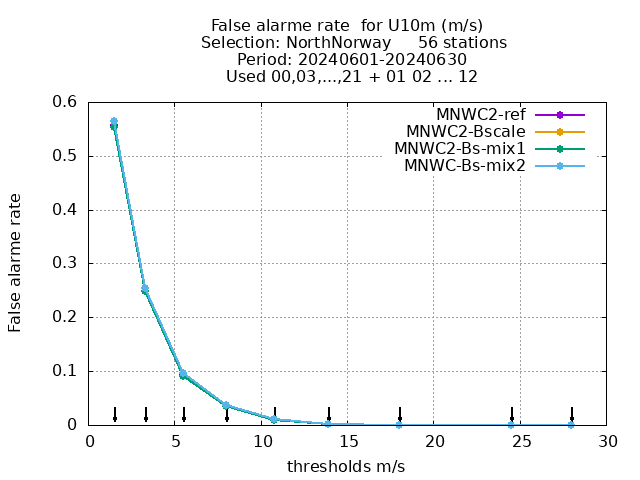 False alarme rate  for U10m (m/s)
Selection: NorthNorway     56 stations
Period: 20240601-20240630
Used 00,03,...,21 + 01 02 ... 12
MNWC2-ref
MNWC2-Bscale
MNWC2-Bs-mix1
MNWC-Bs-mix2
False alarme rate
0.6
0.5
0.4
0.3
0.2
0.1
0
0 5 10 15 20 25 30
thresholds m/s